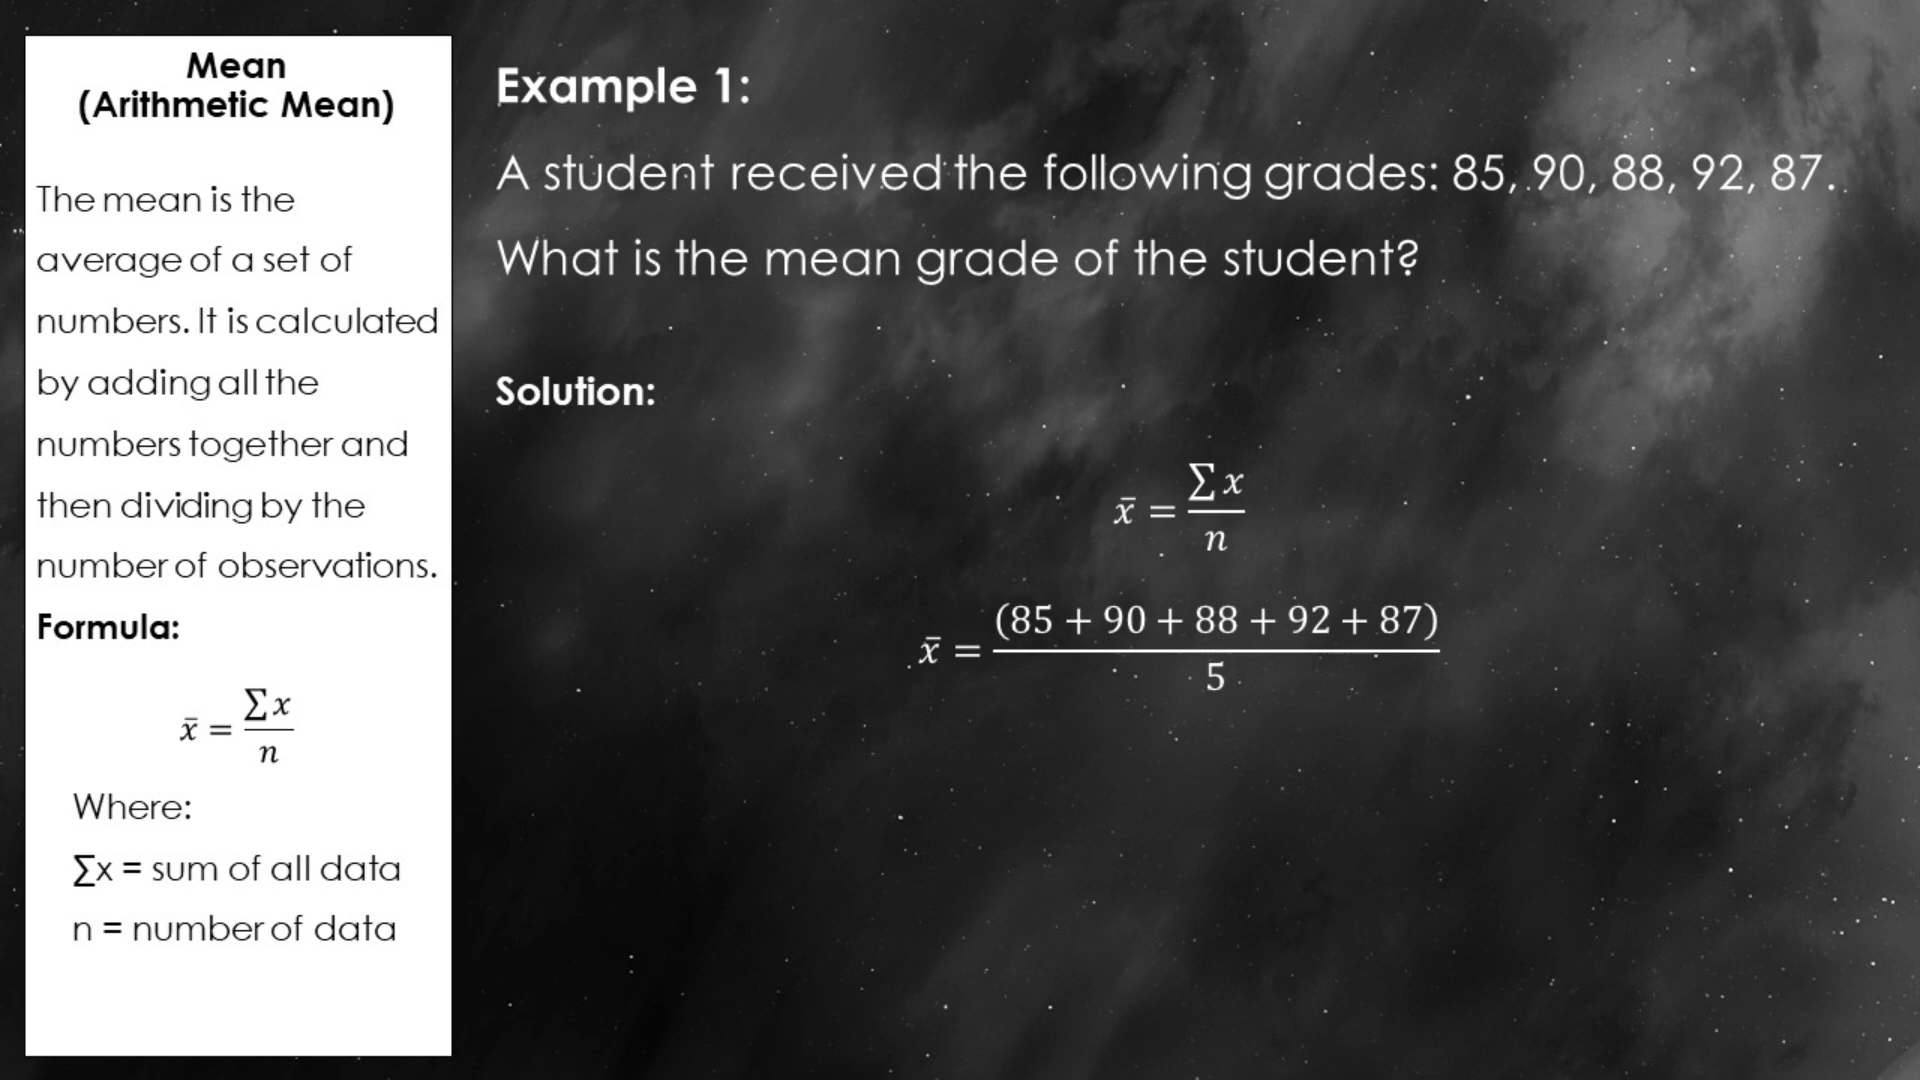 Mean
(Arithmetic Mean)
The mean is the
average of a set of
numbers. It is calculated
by adding all the
numbers together and
then dividing by the
number of observations.
Formula:
x̄ = ∑x / n
Where:
∑x = sum of all data
n = number of data
Example 1:
A student received the following grades: 85, 90, 88, 92, 87.
What is the mean grade of the student?
Solution:
x̄ = ∑x / n
x̄ = (85 + 90 + 88 + 92 + 87) / 5